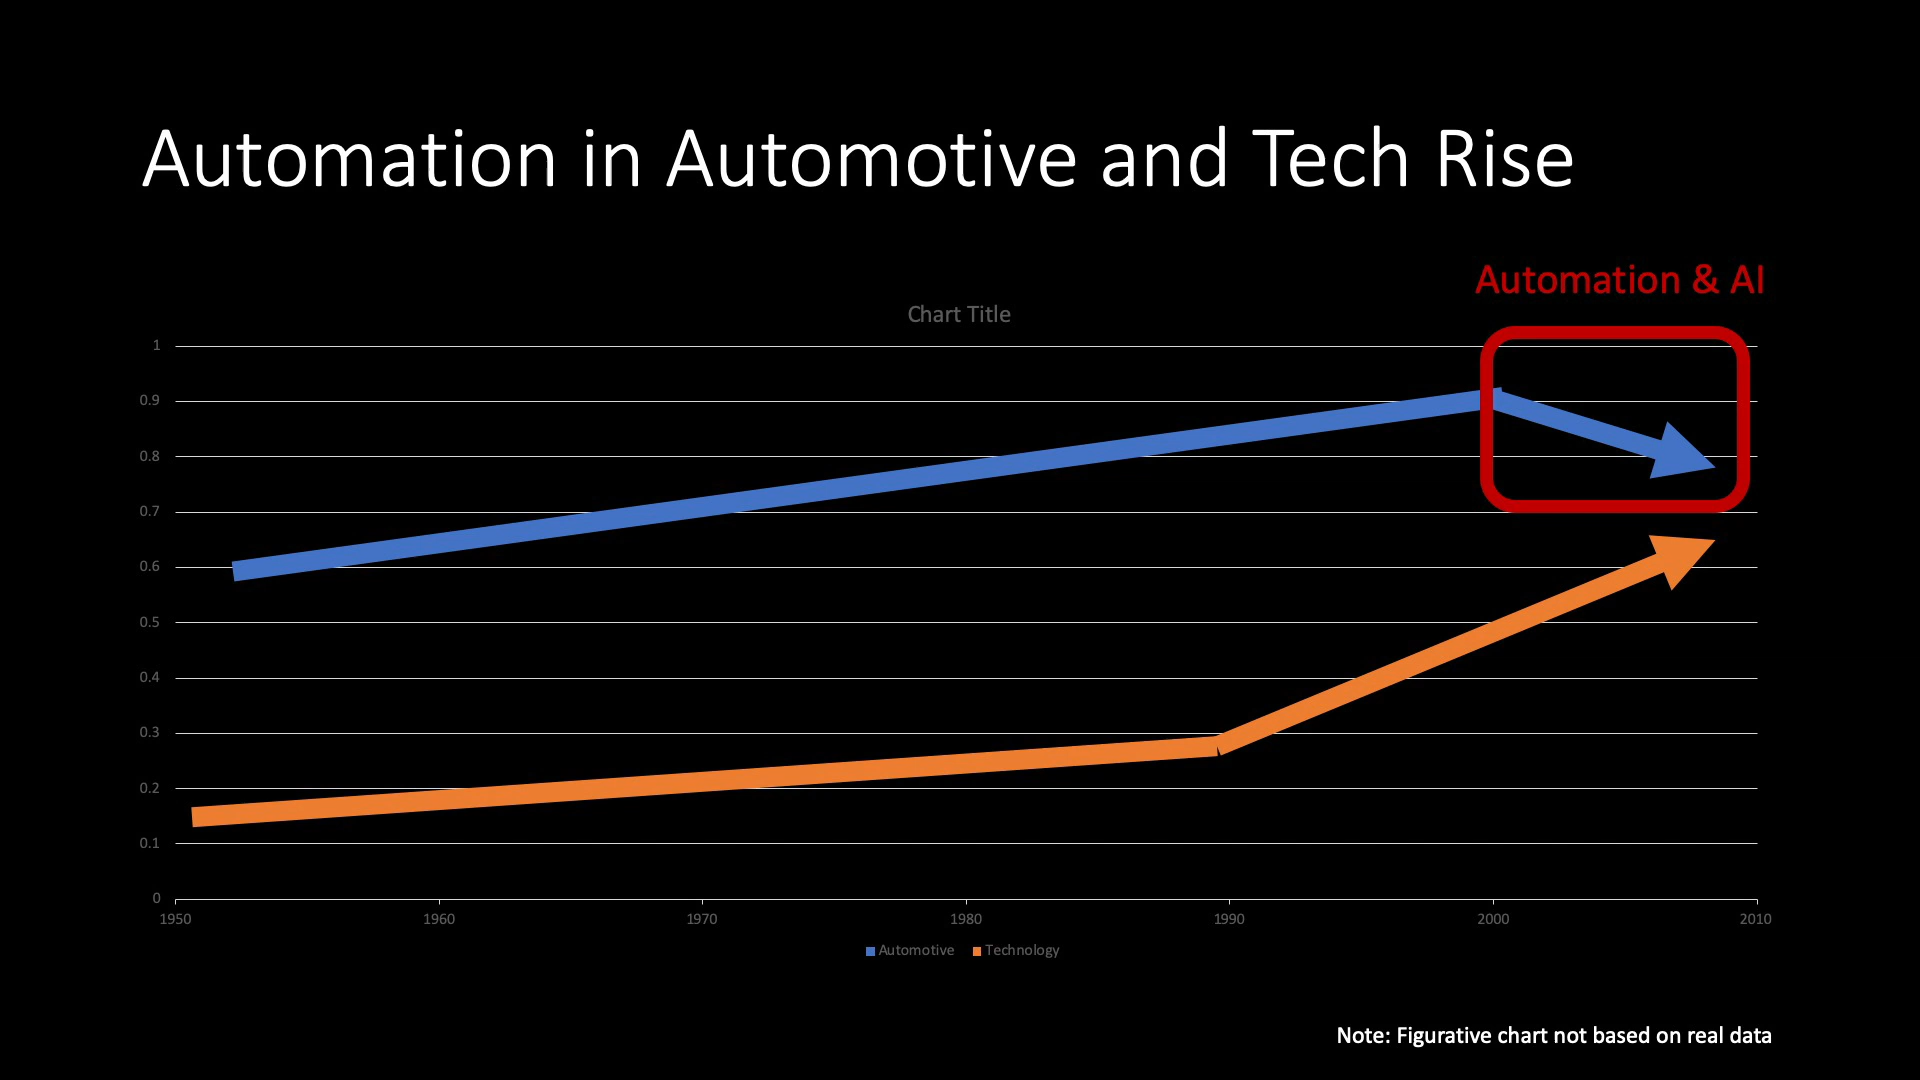 Automation in Automotive and Tech Rise
Automation & AI
Chart Title
1
0.9
0.8
0.7
0.6
0.5
0.4
0.3
0.2
0.1
0
1950 1960 1970 1980 1990 2000 2010
Automotive Technology
Note: Figurative chart not based on real data